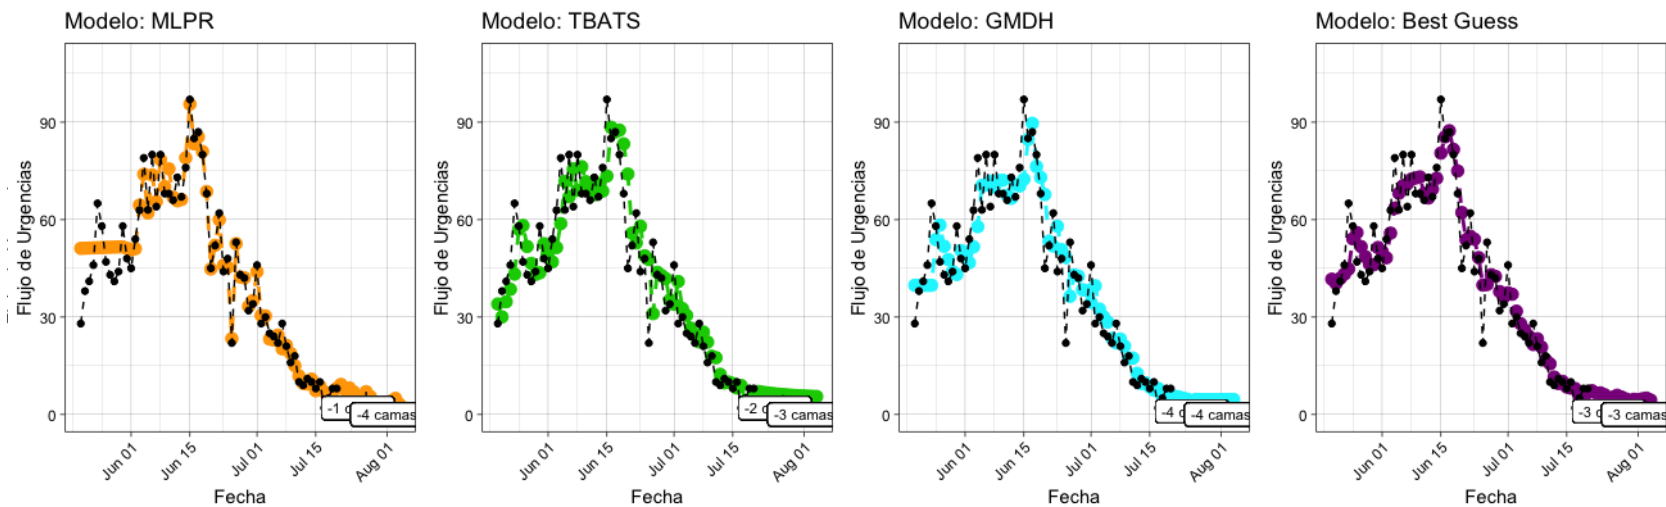 Modelo: MLPR
Flujo de Urgencias
90
60
30
0
-1
-4 camas
Jun 01
Jun 15
Jul 01
Jul 15
Aug 01
Fecha
Modelo: TBATS
Flujo de Urgencias
90
60
30
0
-2
-3 camas
Jun 01
Jun 15
Jul 01
Jul 15
Aug 01
Fecha
Modelo: GMDH
Flujo de Urgencias
90
60
30
0
-4
-4 camas
Jun 01
Jun 15
Jul 01
Jul 15
Aug 01
Fecha
Modelo: Best Guess
Flujo de Urgencias
90
60
30
0
-3
-3 camas
Jun 01
Jun 15
Jul 01
Jul 15
Aug 01
Fecha